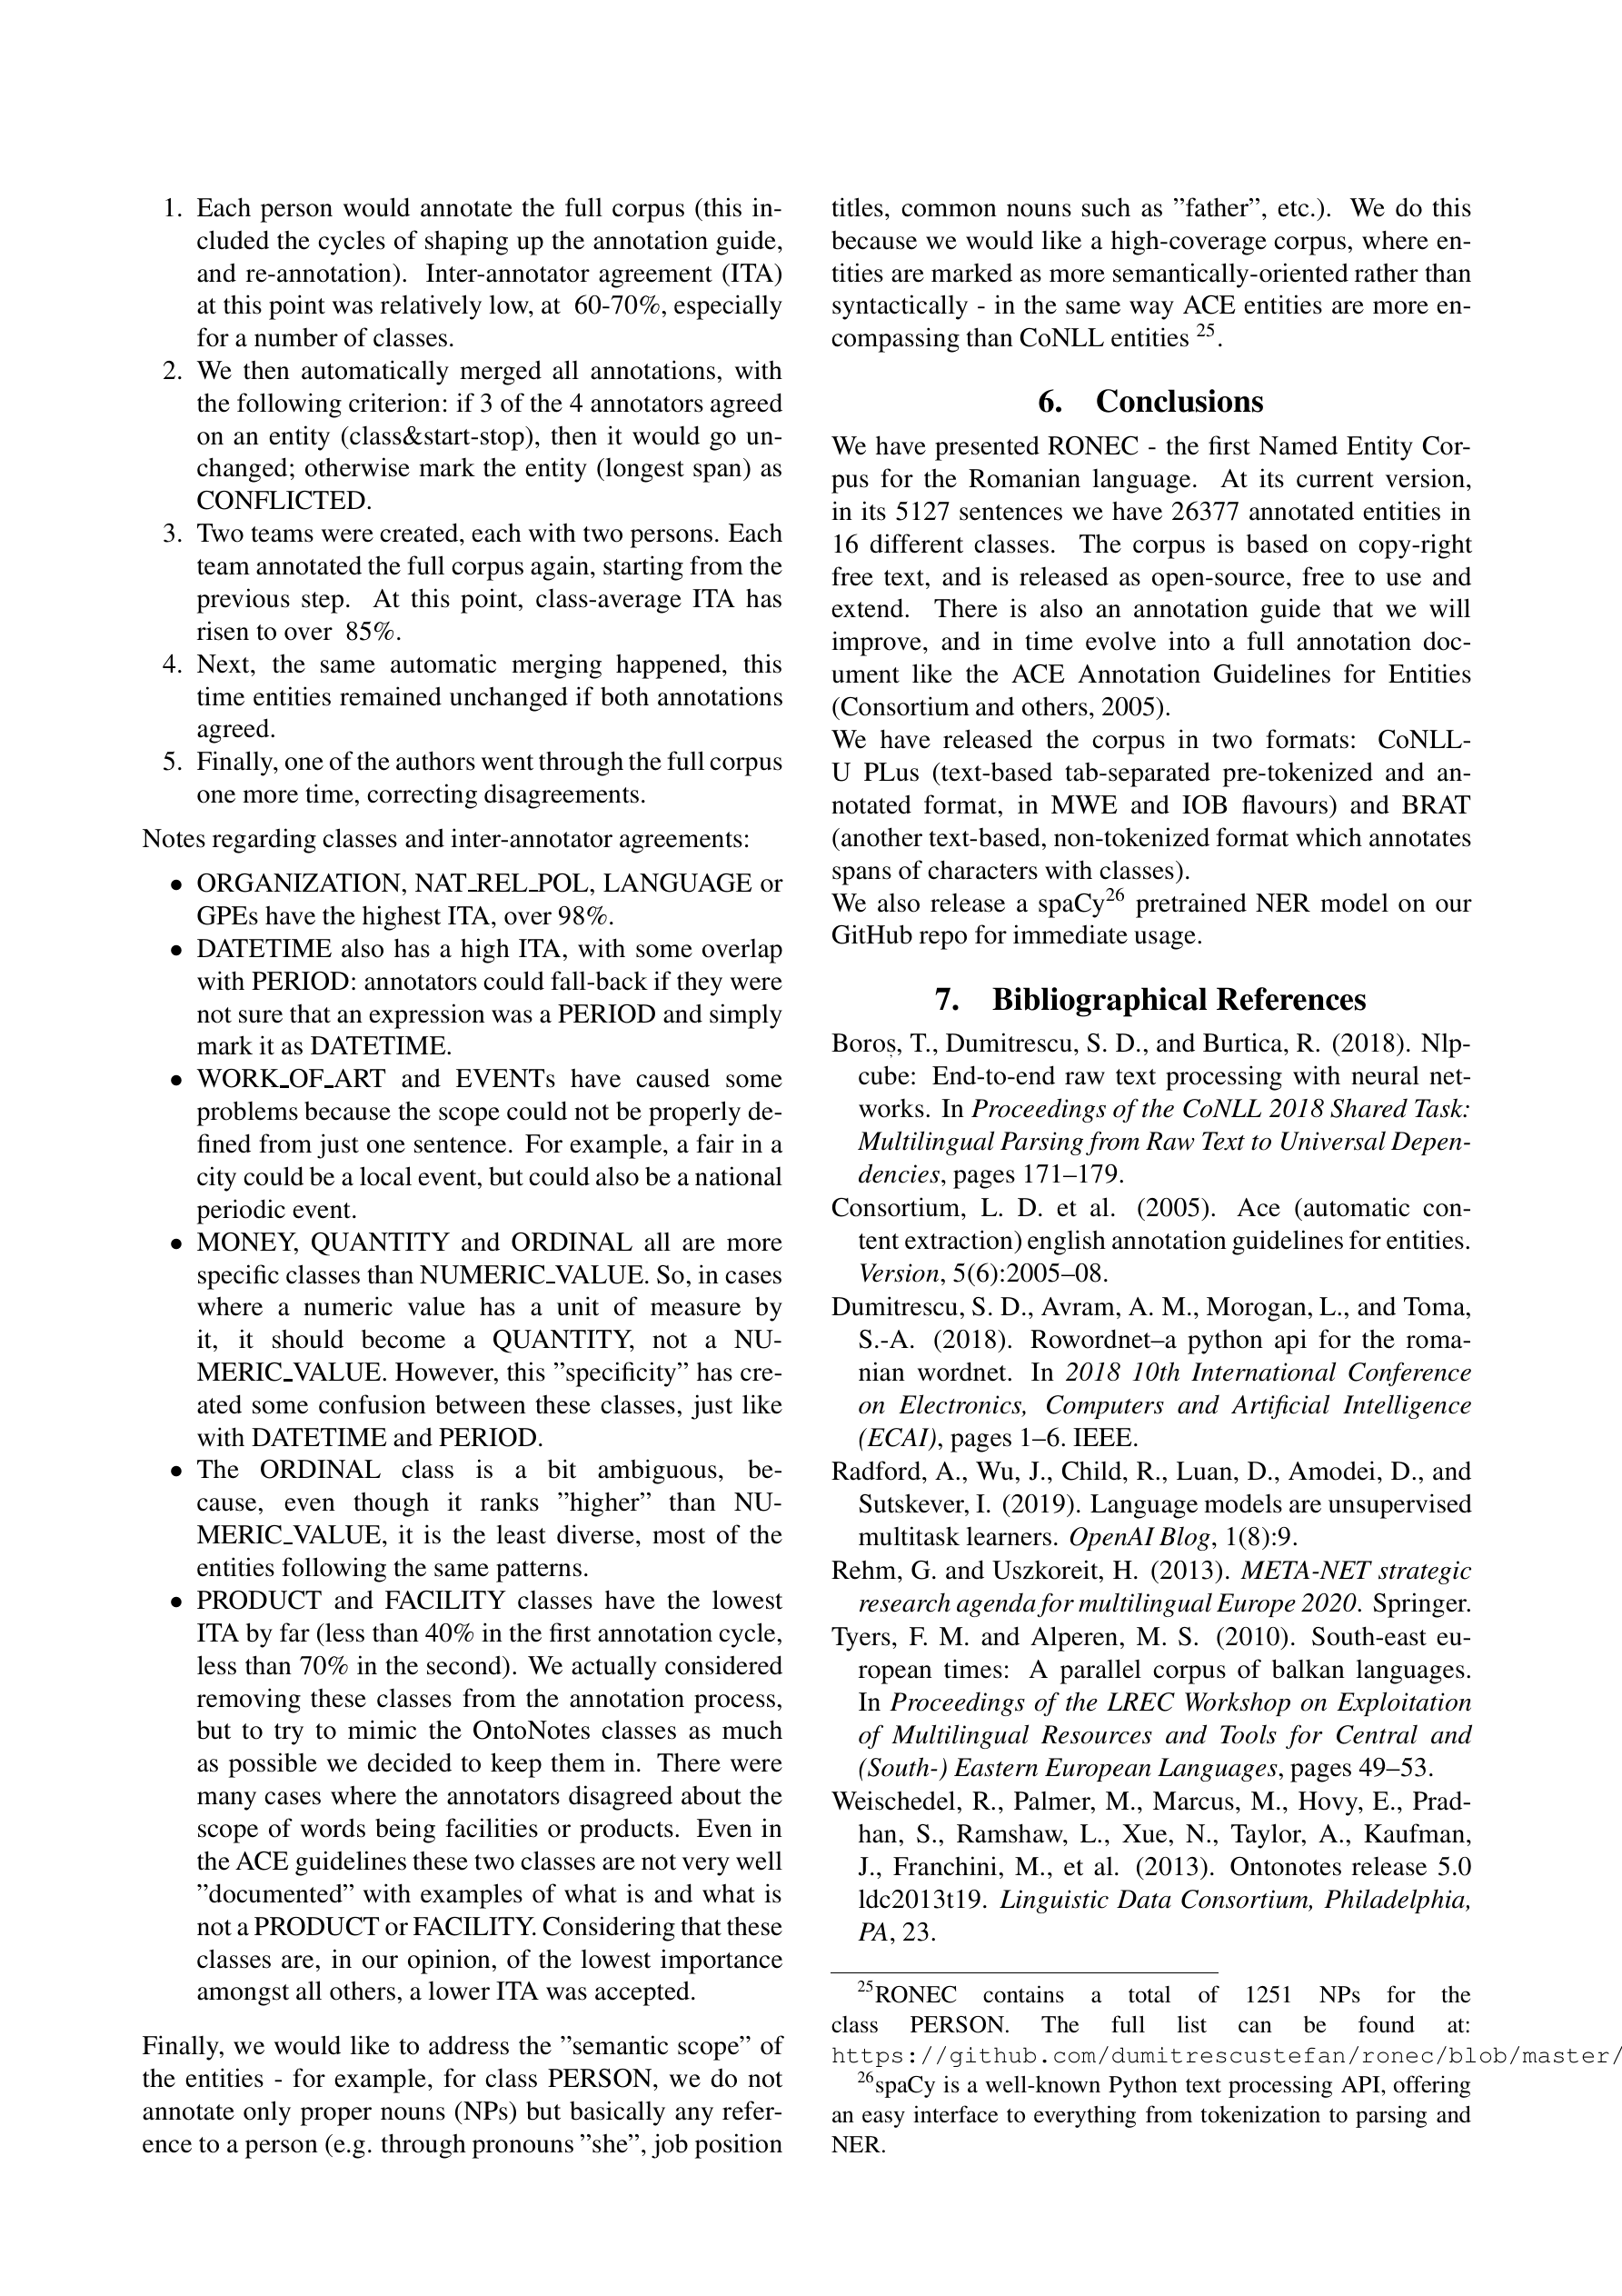 1. Each person would annotate the full corpus (this in-
cluded the cycles of shaping up the annotation guide,
and re-annotation). Inter-annotator agreement (ITA)
at this point was relatively low, at 60-70%, especially
for a number of classes.
2. We then automatically merged all annotations, with
the following criterion: if 3 of the 4 annotators agreed
on an entity (class&start-stop), then it would go un-
changed; otherwise mark the entity (longest span) as
CONFLICTED.
3. Two teams were created, each with two persons. Each
team annotated the full corpus again, starting from the
previous step. At this point, class-average ITA has
risen to over 85%.
4. Next, the same automatic merging happened, this
time entities remained unchanged if both annotations
agreed.
5. Finally, one of the authors went through the full corpus
one more time, correcting disagreements.
Notes regarding classes and inter-annotator agreements:
• ORGANIZATION, NAT_REL_POL, LANGUAGE or
GPEs have the highest ITA, over 98%.
• DATETIME also has a high ITA, with some overlap
with PERIOD: annotators could fall-back if they were
not sure that an expression was a PERIOD and simply
mark it as DATETIME.
• WORK_OF_ART and EVENTs have caused some
problems because the scope could not be properly de-
fined from just one sentence. For example, a fair in a
city could be a local event, but could also be a national
periodic event.
• MONEY, QUANTITY and ORDINAL all are more
specific classes than NUMERIC_VALUE. So, in cases
where a numeric value has a unit of measure by
it, it should become a QUANTITY, not a NU-
MERIC_VALUE. However, this ”specificity” has cre-
ated some confusion between these classes, just like
with DATETIME and PERIOD.
• The ORDINAL class is a bit ambiguous, be-
cause, even though it ranks ”higher” than NU-
MERIC_VALUE, it is the least diverse, most of the
entities following the same patterns.
• PRODUCT and FACILITY classes have the lowest
ITA by far (less than 40% in the first annotation cycle,
less than 70% in the second). We actually considered
removing these classes from the annotation process,
but to try to mimic the OntoNotes classes as much
as possible we decided to keep them in. There were
many cases where the annotators disagreed about the
scope of words being facilities or products. Even in
the ACE guidelines these two classes are not very well
”documented” with examples of what is and what is
not a PRODUCT or FACILITY. Considering that these
classes are, in our opinion, of the lowest importance
amongst all others, a lower ITA was accepted.
Finally, we would like to address the ”semantic scope” of
the entities - for example, for class PERSON, we do not
annotate only proper nouns (NPs) but basically any refer-
ence to a person (e.g. through pronouns ”she”, job position
titles, common nouns such as ”father”, etc.). We do this
because we would like a high-coverage corpus, where en-
tities are marked as more semantically-oriented rather than
syntactically - in the same way ACE entities are more en-
compassing than CoNLL entities 25.
6. Conclusions
We have presented RONEC - the first Named Entity Cor-
pus for the Romanian language. At its current version,
in its 5127 sentences we have 26377 annotated entities in
16 different classes. The corpus is based on copy-right
free text, and is released as open-source, free to use and
extend. There is also an annotation guide that we will
improve, and in time evolve into a full annotation doc-
ument like the ACE Annotation Guidelines for Entities
(Consortium and others, 2005).
We have released the corpus in two formats: CoNLL-
U PLus (text-based tab-separated pre-tokenized and an-
notated format, in MWE and IOB flavours) and BRAT
(another text-based, non-tokenized format which annotates
spans of characters with classes).
We also release a spaCy26 pretrained NER model on our
GitHub repo for immediate usage.
7. Bibliographical References
Boroș, T., Dumitrescu, S. D., and Burtica, R. (2018). Nlp-
cube: End-to-end raw text processing with neural net-
works. In Proceedings of the CoNLL 2018 Shared Task:
Multilingual Parsing from Raw Text to Universal Depen-
dencies, pages 171–179.
Consortium, L. D. et al. (2005). Ace (automatic con-
tent extraction) english annotation guidelines for entities.
Version, 5(6):2005–08.
Dumitrescu, S. D., Avram, A. M., Morogan, L., and Toma,
S.-A. (2018). Rowordnet–a python api for the roma-
nian wordnet. In 2018 10th International Conference
on Electronics, Computers and Artificial Intelligence
(ECAI), pages 1–6. IEEE.
Radford, A., Wu, J., Child, R., Luan, D., Amodei, D., and
Sutskever, I. (2019). Language models are unsupervised
multitask learners. OpenAI Blog, 1(8):9.
Rehm, G. and Uszkoreit, H. (2013). META-NET strategic
research agenda for multilingual Europe 2020. Springer.
Tyers, F. M. and Alperen, M. S. (2010). South-east eu-
ropean times: A parallel corpus of balkan languages.
In Proceedings of the LREC Workshop on Exploitation
of Multilingual Resources and Tools for Central and
(South-) Eastern European Languages, pages 49–53.
Weischedel, R., Palmer, M., Marcus, M., Hovy, E., Prad-
han, S., Ramshaw, L., Xue, N., Taylor, A., Kaufman,
J., Franchini, M., et al. (2013). Ontonotes release 5.0
ldc2013t19. Linguistic Data Consortium, Philadelphia,
PA, 23.
25RONEC contains a total of 1251 NPs for the
class PERSON. The full list can be found at:
https://github.com/dumitrescustefan/ronec/blob/master/
26spaCy is a well-known Python text processing API, offering
an easy interface to everything from tokenization to parsing and
NER.